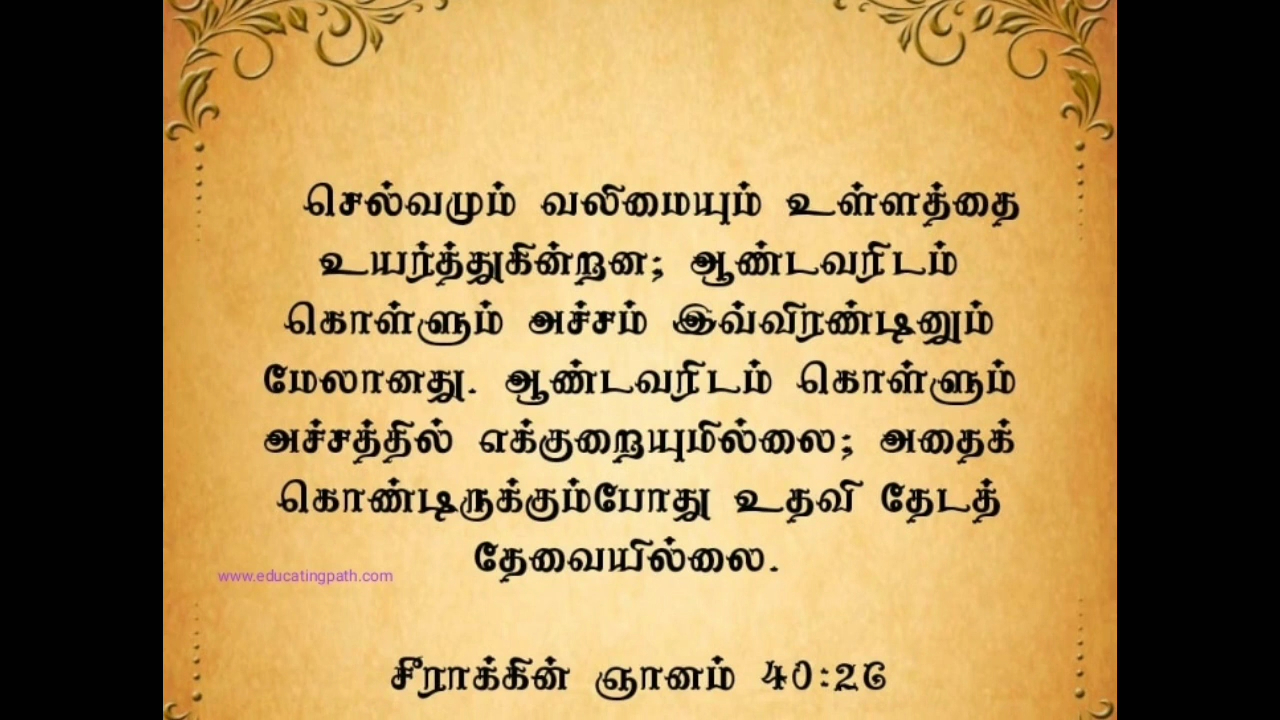 செல்வமும் வலிமையும் உள்ளத்தை
உயர்த்துகின்றன; ஆண்டவரிடம்
கொள்ளும் அச்சம் இவ்விரண்டினும்
மேலானது. ஆண்டவரிடம் கொள்ளும்
அச்சத்தில் எக்குறையுமில்லை; அதைக்
கொண்டிருக்கும்போது உதவி தேடத்
தேவையில்லை.
www.educatingpath.com
சீராக்கின் ஞானம் 40:26